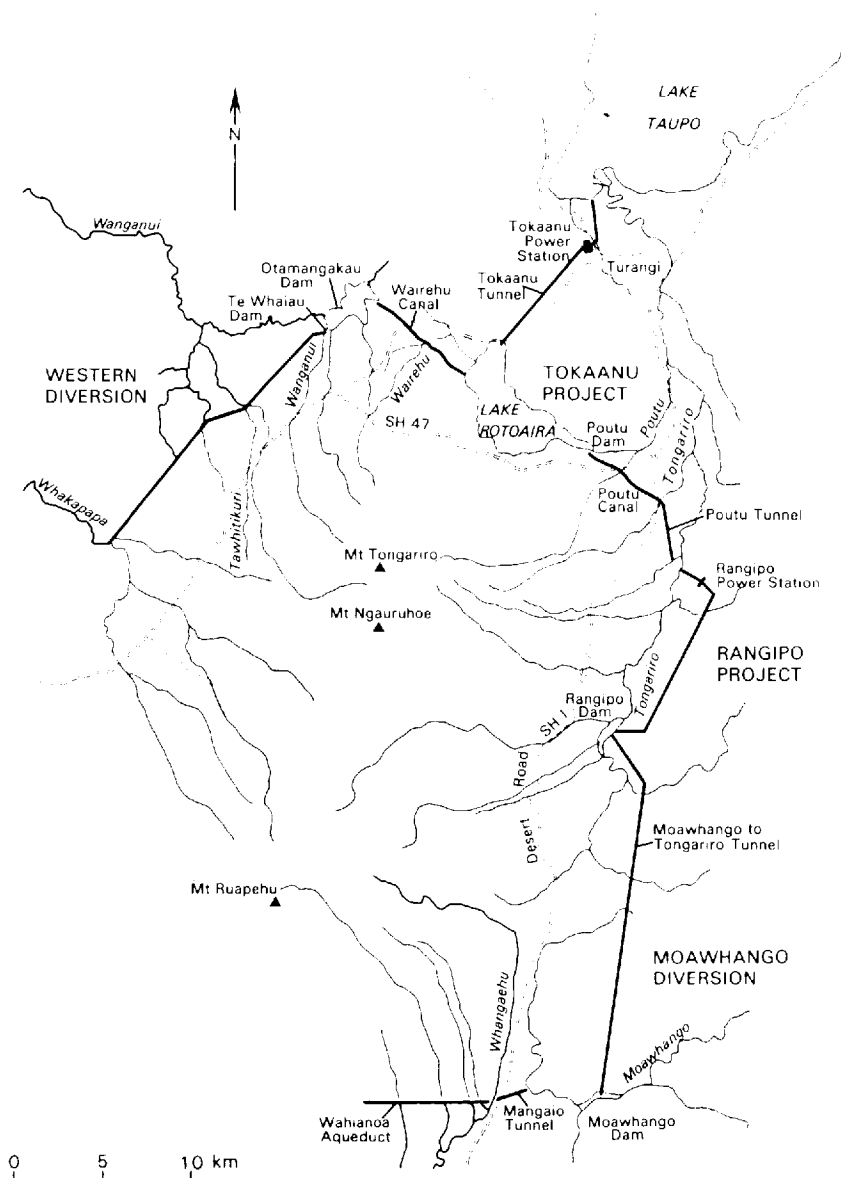 LAKE
TAUPO
N
Wanganui
Tokaanu
Power
Station
Turangi
Otamangakau
Dam
Wairehu
Canal
Tokaanu
Tunnel
Te Whaiau
Dam
WESTERN
DIVERSION
Wanganui
Wairehu
TOKAANU
PROJECT
SH 47
LAKE
ROTOAIRA
Poutu
Dam
Poutu
Tongariro
Whakapapa
Tawhitikuri
Poutu
Canal
Poutu Tunnel
Mt Tongariro
Rangipo
Power Station
Mt Ngauruhoe
RANGIPO
PROJECT
Tongariro
Rangipo
Dam
SH 1
Road
Desert
Moawhango to
Tongariro Tunnel
Mt Ruapehu
MOAWHANGO
DIVERSION
Whangaehu
Moawhango
Wahianoa
Aqueduct
Mangaio
Tunnel
Moawhango
Dam
0 5 10 km